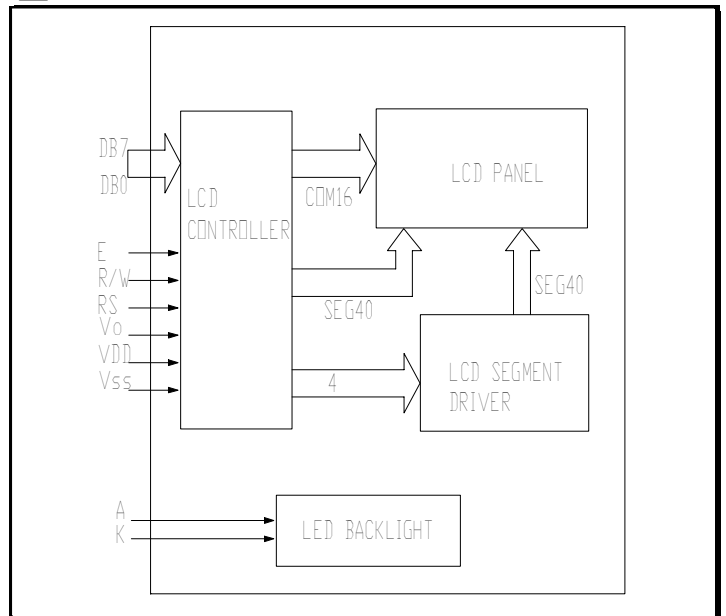 DB7
DB0
LCD
CONTROLLER
COM16
LCD PANEL
E
R/W
RS
Vo
VDD
Vss
SEG40
SEG40
4
LCD SEGMENT
DRIVER
A
K
LED BACKLIGHT